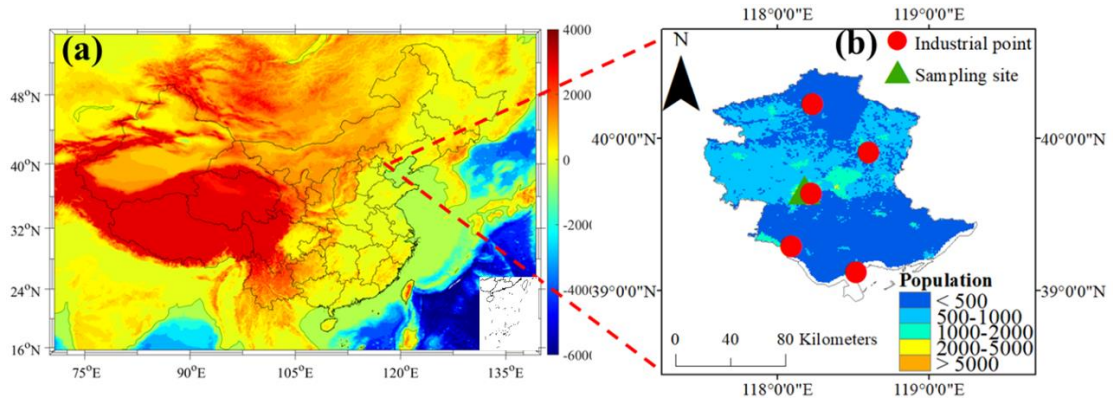 (a)
48°N
40°N
36°N
32°N
24°N
16°N
75°E
90°E
105°E
120°E
135°E
4000
2000
0
-2000
-4000
-6000
118°0'0"E
119°0'0"E
N
(b)
Industrial point
Sampling site
40°0'0"N
40°0'0"N
39°0'0"N
39°0'0"N
Population
< 500
500-1000
1000-2000
2000-5000
> 5000
0
40
80 Kilometers
118°0'0"E
119°0'0"E